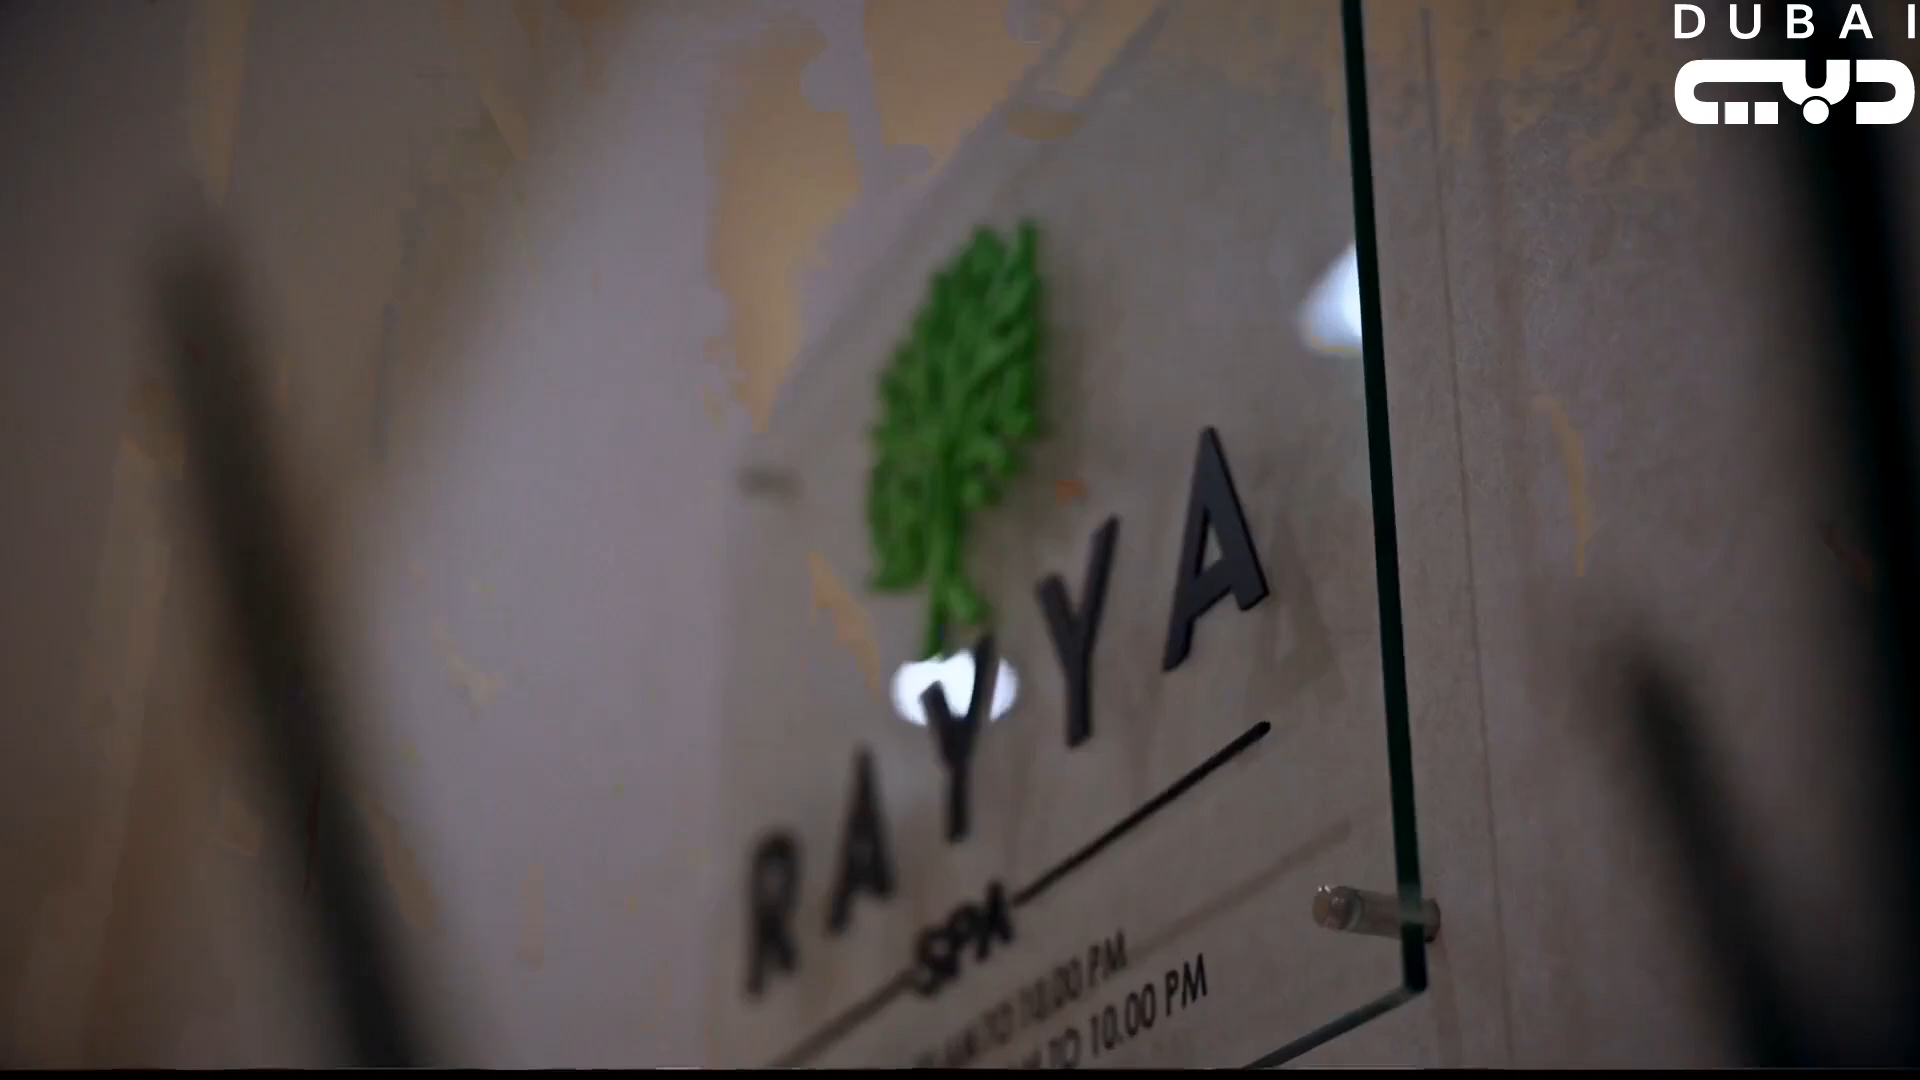 DUBAI
دبي
RAYYA
SPA
TO 10.00 PM
TO 10.00 PM